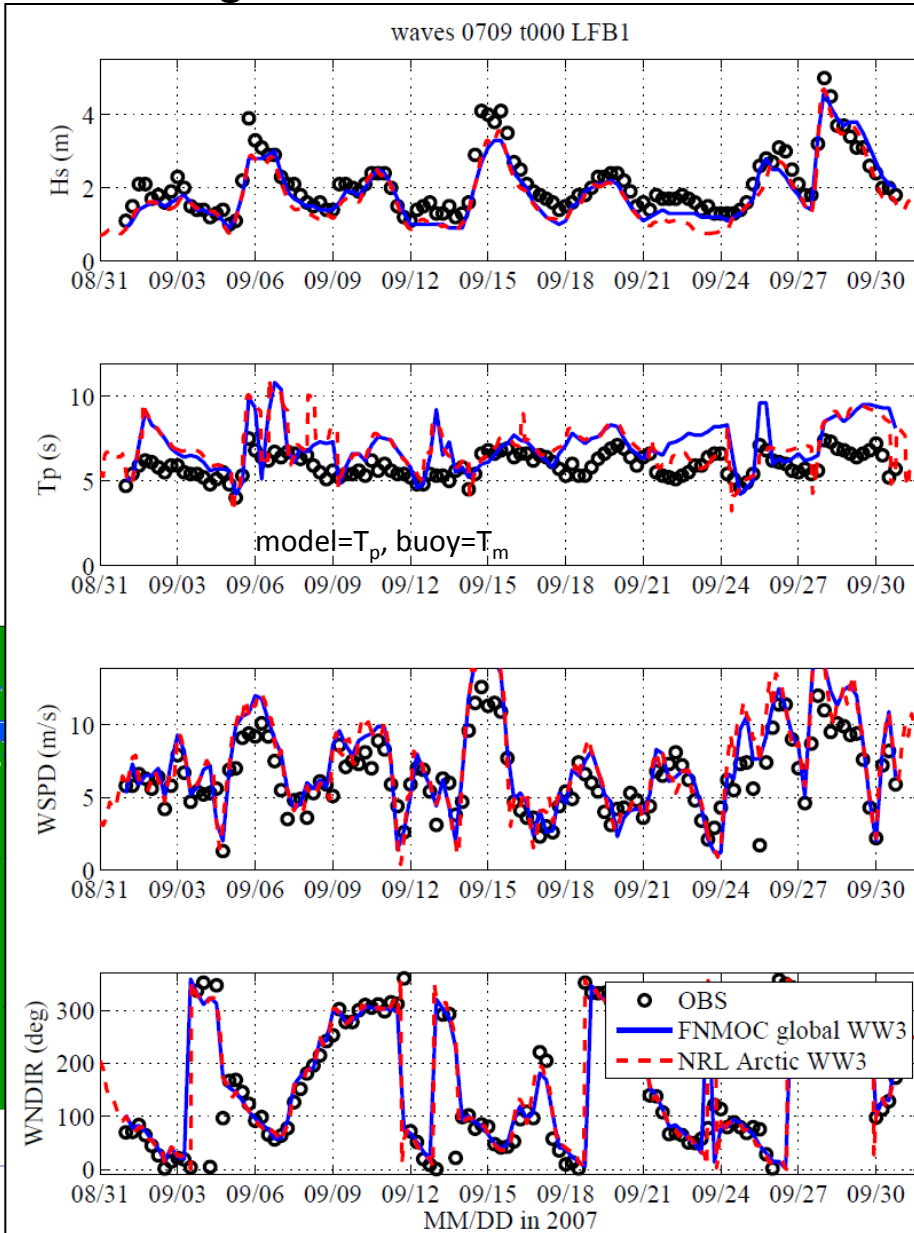 waves 0709 t000 LFB1
Hs (m)
4
2
0
08/31 09/03 09/06 09/09 09/12 09/15 09/18 09/21 09/24 09/27 09/30
Tp (s)
10
5
0
model=Tp, buoy=Tm
08/31 09/03 09/06 09/09 09/12 09/15 09/18 09/21 09/24 09/27 09/30
WSPD (m/s)
10
5
0
08/31 09/03 09/06 09/09 09/12 09/15 09/18 09/21 09/24 09/27 09/30
WNDIR (deg)
300
200
100
0
OBS
FNMOC global WW3
NRL Arctic WW3
08/31 09/03 09/06 09/09 09/12 09/15 09/18 09/21 09/24 09/27 09/30
MM/DD in 2007